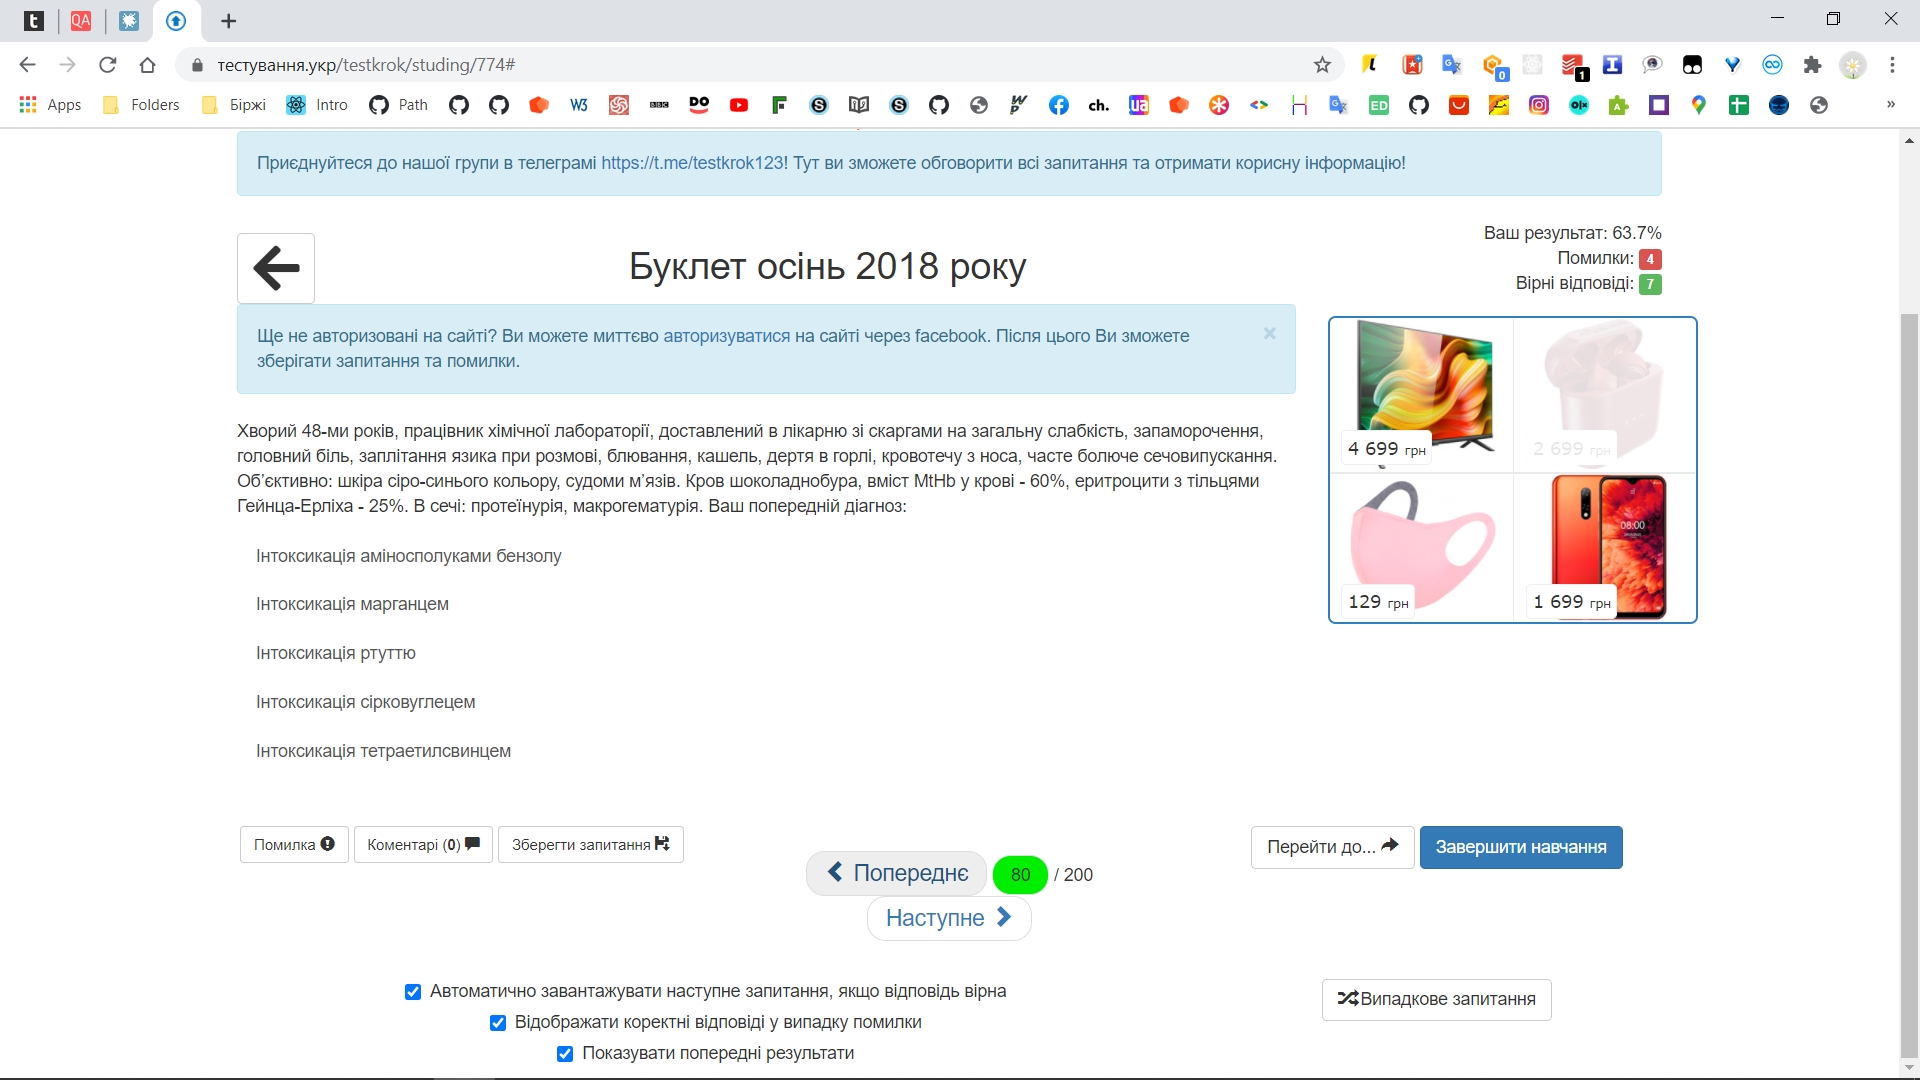 тестування.укр/testkrok/studing/774#
Apps Folders Біржі Intro Path
Приєднуйтеся до нашої групи в телеграмі https://t.me/testkrok123! Тут ви зможете обговорити всі запитання та отримати корисну інформацію!
Буклет осінь 2018 року
Ваш результат: 63.7%
Помилки: 4
Вірні відповіді: 7
Ще не авторизовані на сайті? Ви можете миттєво авторизуватися на сайті через facebook. Після цього Ви зможете
зберігати запитання та помилки.
×
4 699 грн
2 699 грн
129 грн
1 699 грн
08:00
Хворий 48-ми років, працівник хімічної лабораторії, доставлений в лікарню зі скаргами на загальну слабкість, запаморочення,
головний біль, заплітання язика при розмові, блювання, кашель, дертя в горлі, кровотечу з носа, часте болюче сечовипускання.
Об’єктивно: шкіра сіро-синього кольору, судоми м’язів. Кров шоколаднобура, вміст MtHb у крові - 60%, еритроцити з тільцями
Гейнца-Ерліха - 25%. В сечі: протеїнурія, макрогематурія. Ваш попередній діагноз:
Інтоксикація аміносполуками бензолу
Інтоксикація марганцем
Інтоксикація ртуттю
Інтоксикація сірковуглецем
Інтоксикація тетраетилсвинцем
Помилка
Коментарі (0)
Зберегти запитання
Перейти до...
Завершити навчання
Попереднє 80 / 200
Наступне
Автоматично завантажувати наступне запитання, якщо відповідь вірна
Відображати коректні відповіді у випадку помилки
Показувати попередні результати
Випадкове запитання